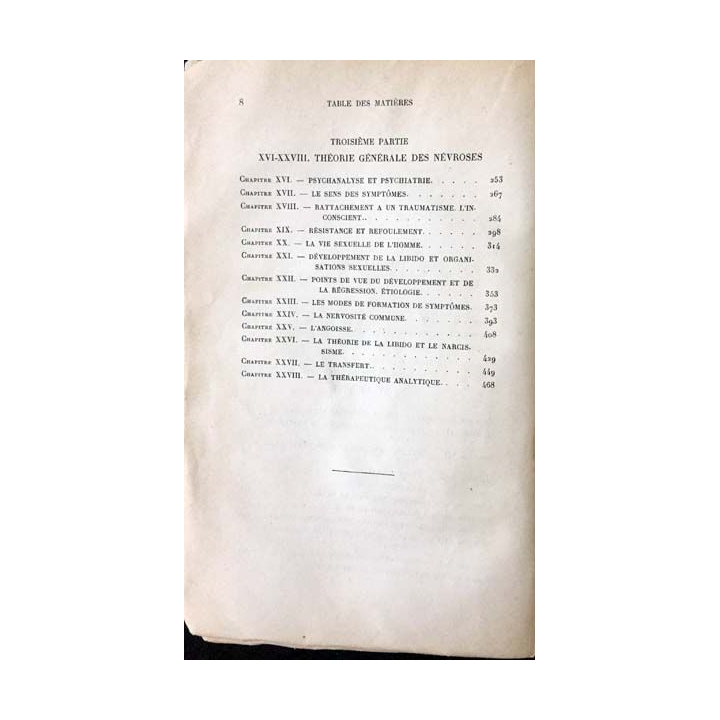 8 TABLE DES MATIÈRES
TROISIÈME PARTIE
XVI-XXVIII. THÉORIE GÉNÉRALE DES NÉVROSES
CHAPITRE XVI. — PSYCHANALYSE ET PSYCHIATRIE. . . . . 253
CHAPITRE XVII. — LE SENS DES SYMPTÔMES. . . . . . . 267
CHAPITRE XVIII. — RATTACHEMENT A UN TRAUMATISME. L'IN-
CONSCIENT. . . . . . . . . . . 284
CHAPITRE XIX. — RÉSISTANCE ET REFOULEMENT. . . . . . 298
CHAPITRE XX. — LA VIE SEXUELLE DE L'HOMME. . . . . . 314
CHAPITRE XXI. — DÉVELOPPEMENT DE LA LIBIDO ET ORGANI-
SATIONS SEXUELLES. . . . . . . . . 332
CHAPITRE XXII. — POINTS DE VUE DU DÉVELOPPEMENT ET DE
LA RÉGRESSION. ÉTIOLOGIE. . . . . . 353
CHAPITRE XXIII. — LES MODES DE FORMATION DE SYMPTÔMES. 373
CHAPITRE XXIV. — LA NERVOSITÉ COMMUNE. . . . . . . 393
CHAPITRE XXV. — L'ANGOISSE. . . . . . . . . . . . 408
CHAPITRE XXVI. — LA THÉORIE DE LA LIBIDO ET LE NARCIS-
SISME. . . . . . . . . . . . . 429
CHAPITRE XXVII. — LE TRANSFERT. . . . . . . . . . . 449
CHAPITRE XXVIII. — LA THÉRAPEUTIQUE ANALYTIQUE. . . . 468